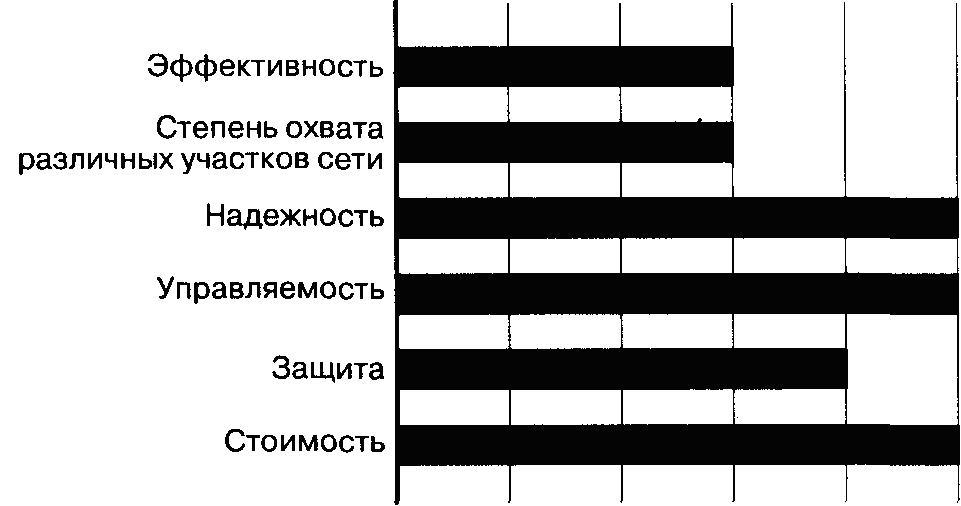 Эффективность
Степень охвата
различных участков сети
Надежность
Управляемость
Защита
Стоимость